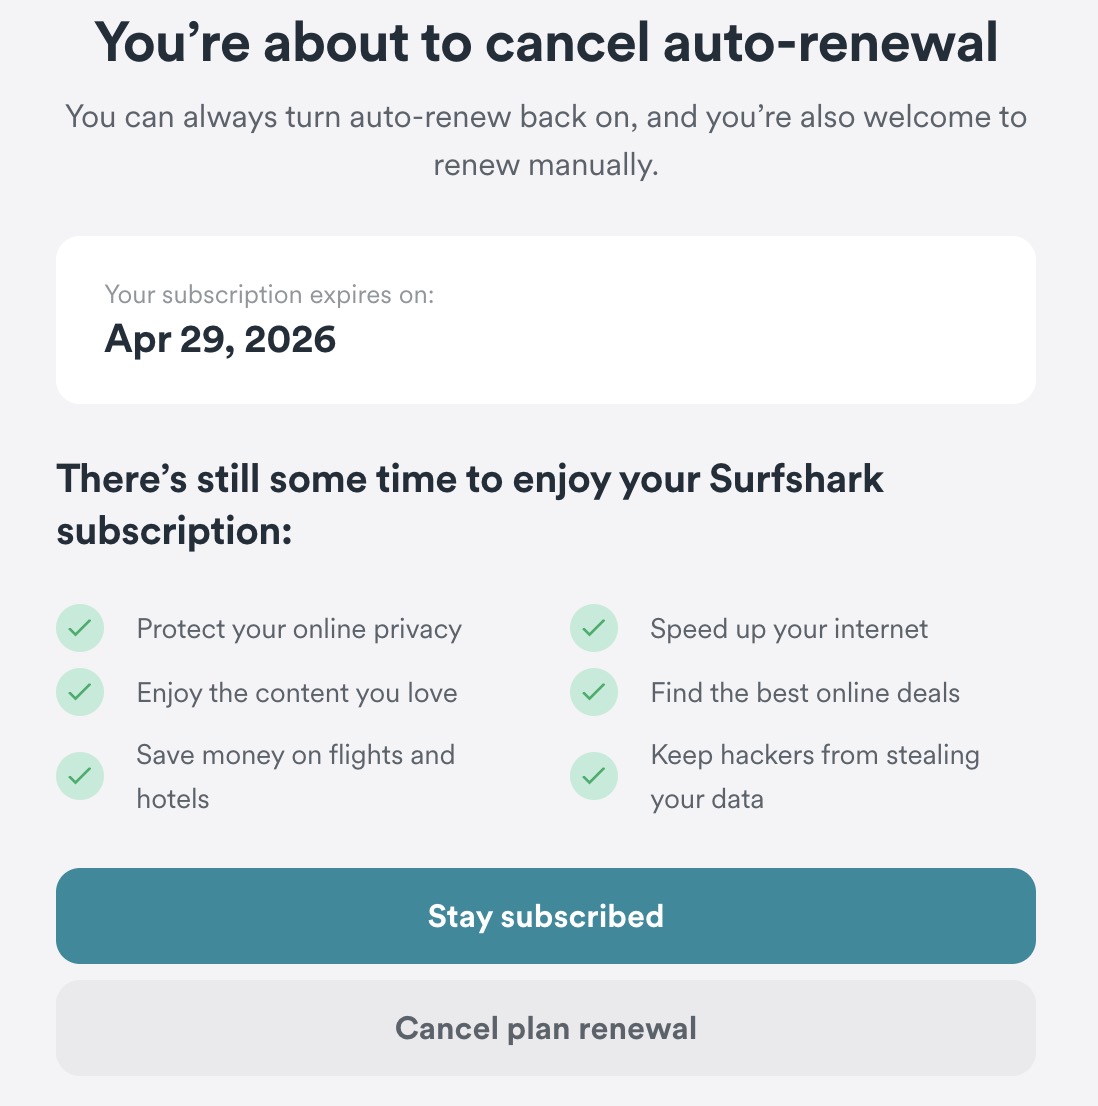 You’re about to cancel auto-renewal
You can always turn auto-renew back on, and you’re also welcome to
renew manually.
Your subscription expires on:
Apr 29, 2026
There’s still some time to enjoy your Surfshark
subscription:
Protect your online privacy
Speed up your internet
Enjoy the content you love
Find the best online deals
Save money on flights and
hotels
Keep hackers from stealing
your data
Stay subscribed
Cancel plan renewal